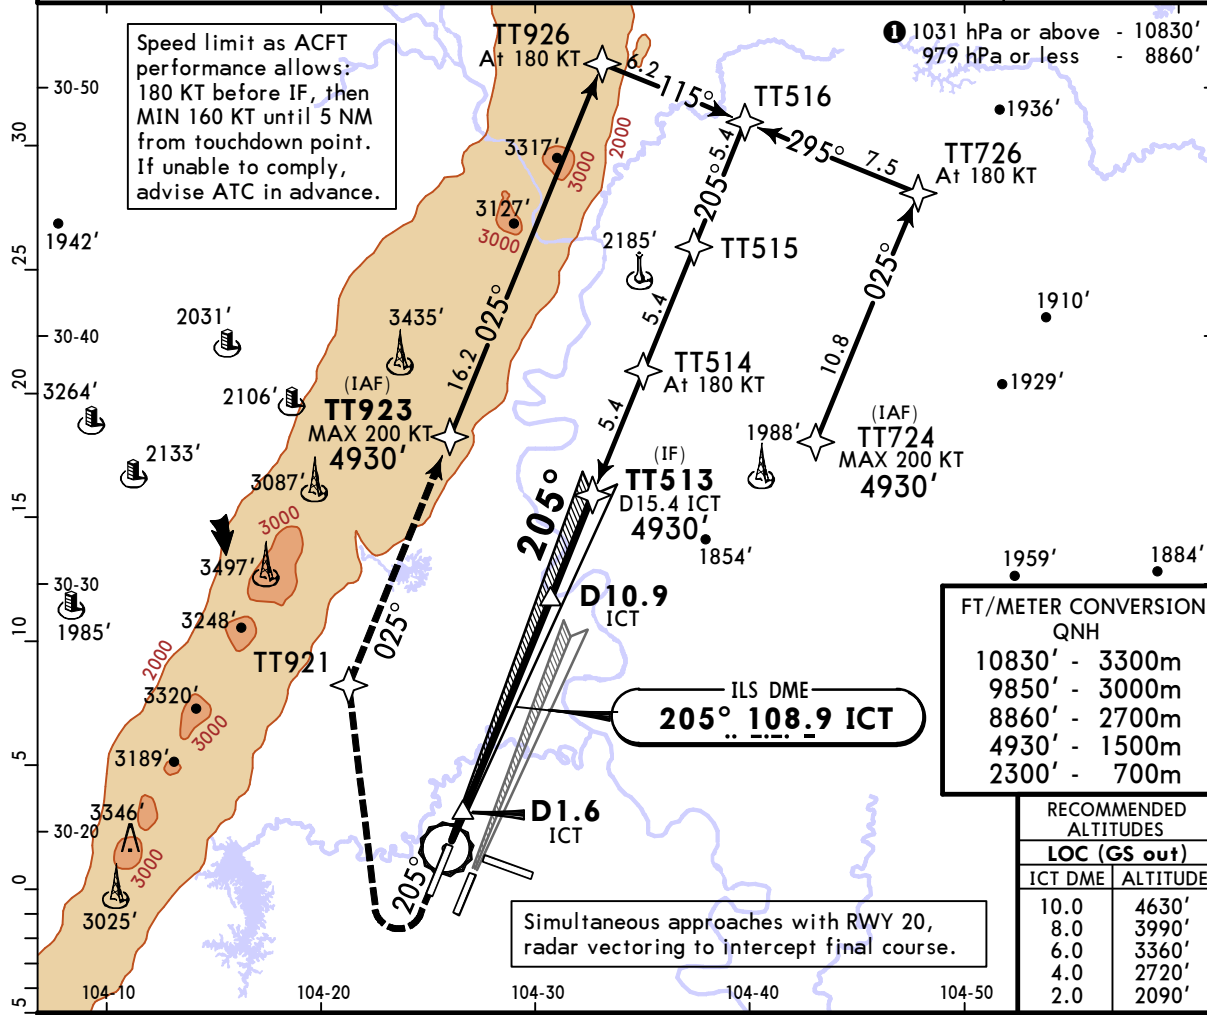 Speed limit as ACFT
performance allows:
180 KT before IF, then
MIN 160 KT until 5 NM
from touchdown point.
If unable to comply,
advise ATC in advance.
1 1031 hPa or above - 10830'
979 hPa or less - 8860'
TT926
At 180 KT
6.2
115°
TT516
295°
7.5
TT726
At 180 KT
1936'
30-50
30
3317'
3000
2000
5.4
205°
3127'
3000
1942'
25
2185'
TT515
025°
1910'
2031'
3435'
025°
5.4
30-40
16.2
10.8
TT514
At 180 KT
1929'
20
3264'
2106'
(IAF)
TT923
MAX 200 KT
4930'
5.4
(IAF)
TT724
MAX 200 KT
4930'
1988'
2133'
3087'
(IF)
TT513
D15.4 ICT
4930'
205°
15
3000
1854'
3497'
1959'
1884'
30-30
1985'
D10.9
ICT
3248'
10
025°
2000
TT921
3320'
3000
ILS DME
205° 108.9 ICT
FT/METER CONVERSION
QNH
10830' - 3300m
9850' - 3000m
8860' - 2700m
4930' - 1500m
2300' - 700m
5
3189'
3346'
30-20
D1.6
ICT
3000
205°
0
3025'
RECOMMENDED
ALTITUDES
LOC (GS out)
ICT DME ALTITUDE
10.0 4630'
8.0 3990'
6.0 3360'
4.0 2720'
2.0 2090'
Simultaneous approaches with RWY 20,
radar vectoring to intercept final course.
5
104-10
104-20
104-30
104-40
104-50